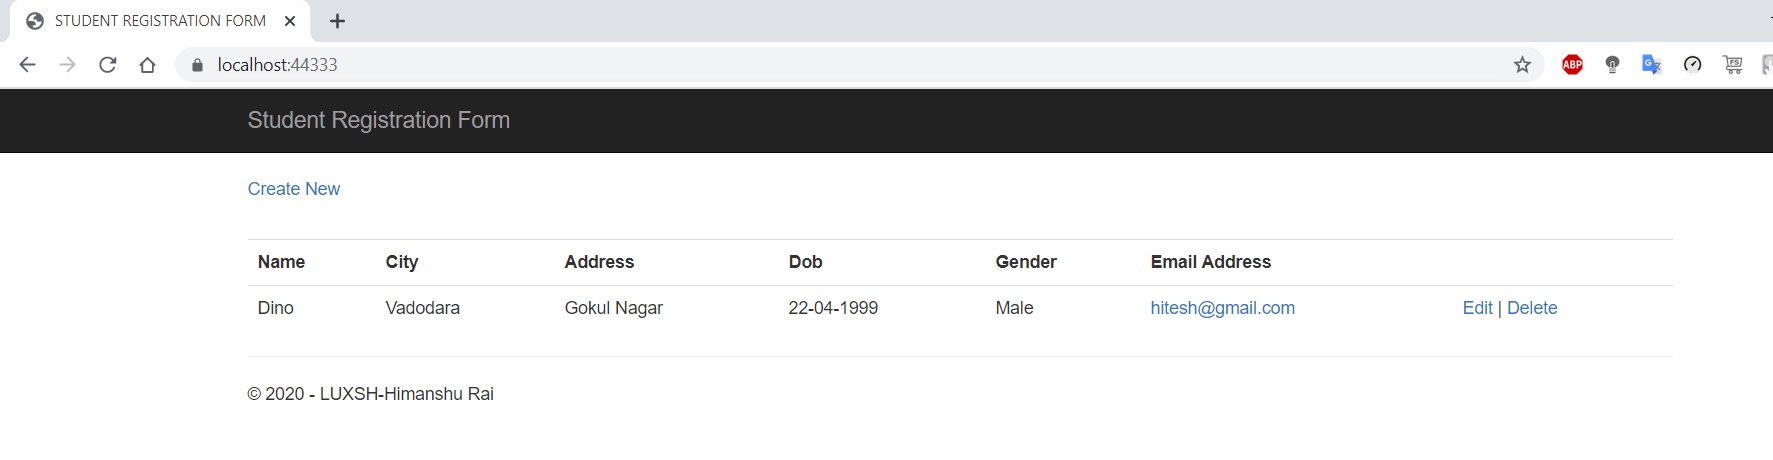 STUDENT REGISTRATION FORM
localhost:44333
ABP
G
FS
Student Registration Form
Create New
Name City Address Dob Gender Email Address
Dino Vadodara Gokul Nagar 22-04-1999 Male hitesh@gmail.com Edit | Delete
© 2020 - LUXSH-Himanshu Rai